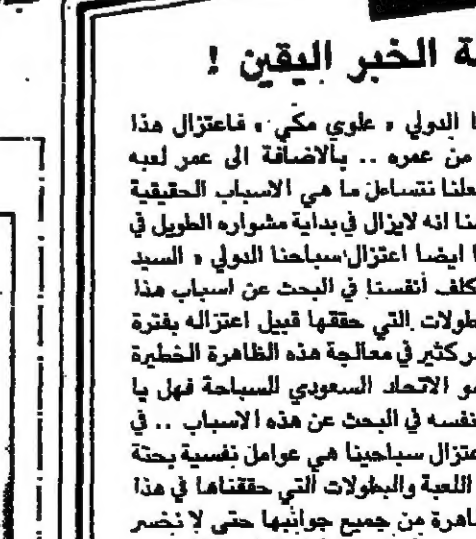 ة الخبر اليقين !
ا الدولي « علوي مكي » فاعتزال هذا
من عمره .. بالاضافة الى عمر لعبه
علنا نتساءل ما هي الاسباب الحقيقية
نا انه لايزال في بداية مشواره الطويل في
ا ايضا اعتزال سباحنا الدولي « السيد
كلف أنفسنا في البحث عن اسباب هذا
طولات التي حققها قبيل اعتزاله بفترة
ر كثير في معالجة هذه الظاهرة الخطيرة
مو الاتحاد السعودي للسباحة فهل يا
نفسه في البحث عن هذه الاسباب .. في
عتزال سباحينا هي عوامل نفسية بحتة
اللعبة والبطولات التي حققناها في هذا
اهرة من جميع جوانبها حتى لا نخسر